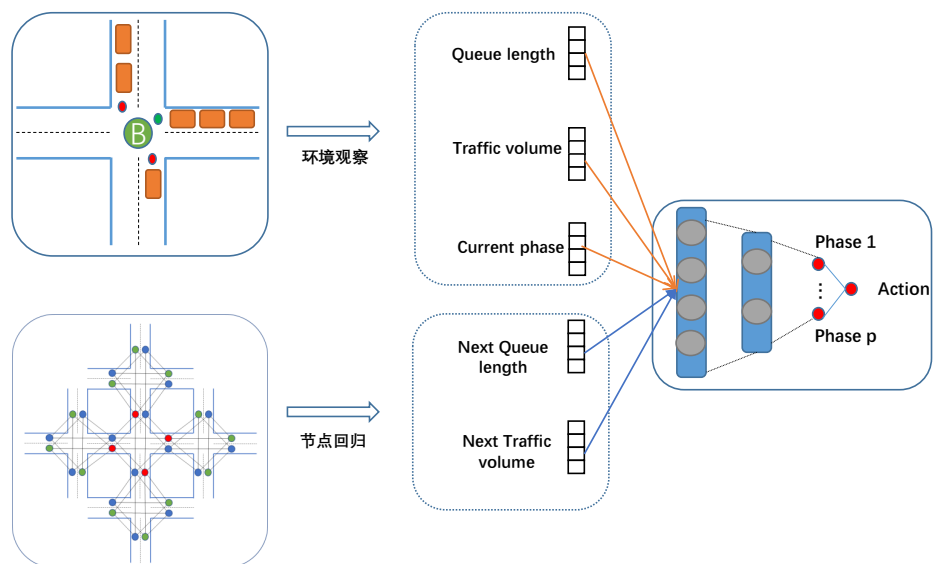 B
环境观察
Queue length
Traffic volume
Current phase
节点回归
Next Queue
length
Next Traffic
volume
Phase 1
⋮
Phase p
Action